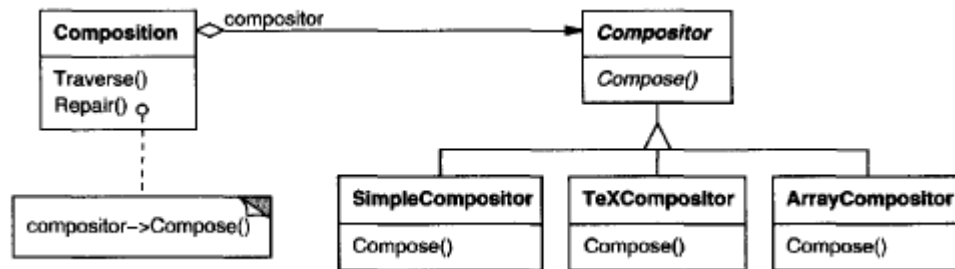 Composition
Traverse()
Repair()
compositor
Compositor
Compose()
compositor->Compose()
SimpleCompositor
Compose()
TeXCompositor
Compose()
ArrayCompositor
Compose()